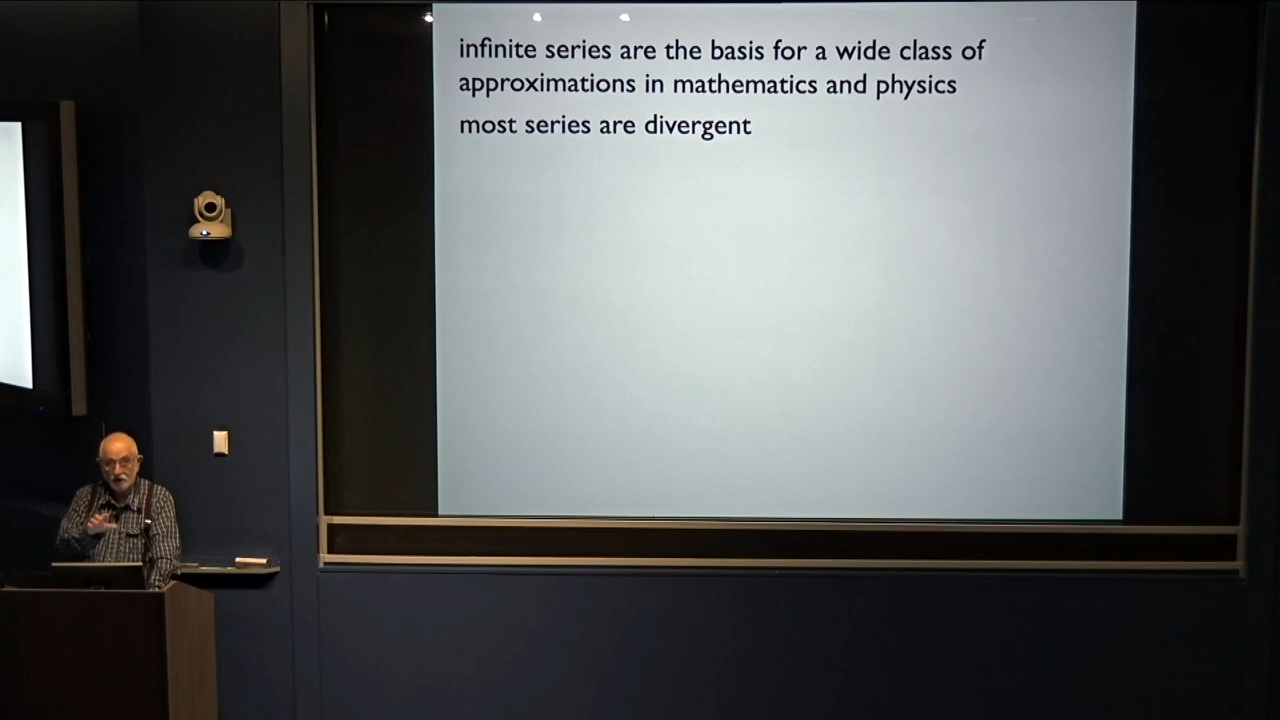 infinite series are the basis for a wide class of
approximations in mathematics and physics
most series are divergent